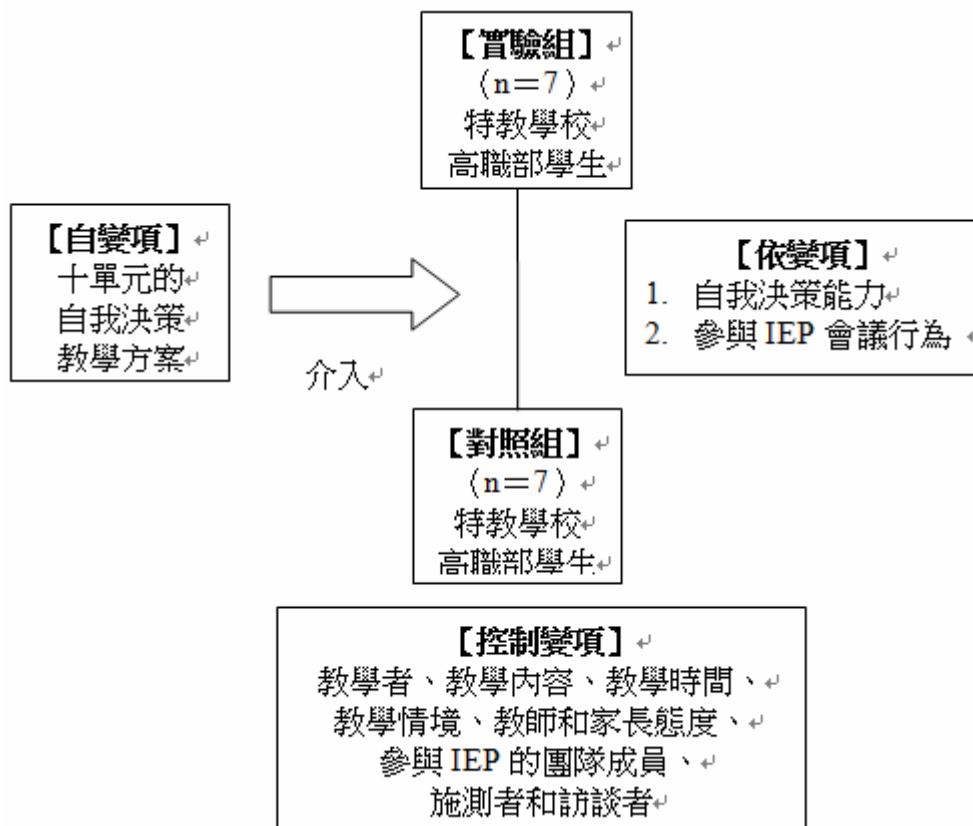 【實驗組】
（n＝7）
特教學校
高職部學生
【自變項】
十單元的
自我決策
教學方案
介入
【依變項】
1. 自我決策能力
2. 參與 IEP 會議行為
【對照組】
（n＝7）
特教學校
高職部學生
【控制變項】
教學者、教學內容、教學時間、
教學情境、教師和家長態度、
參與 IEP 的團隊成員、
施測者和訪談者